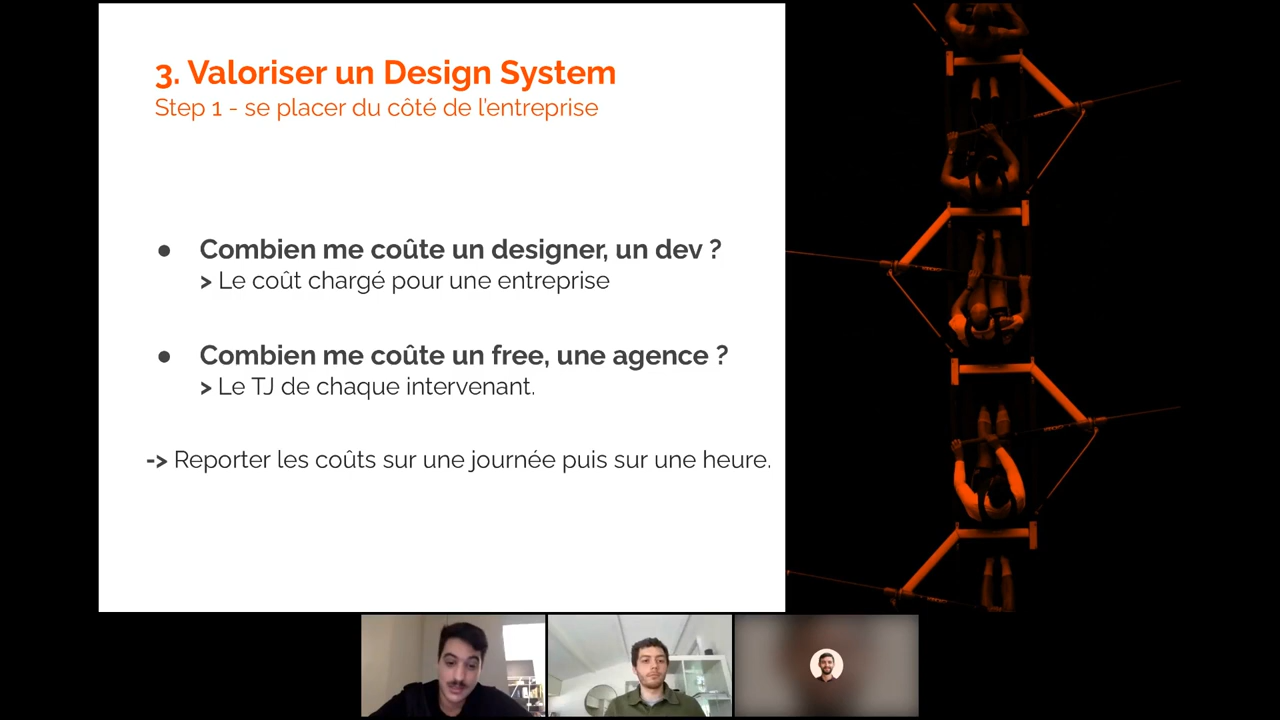 3. Valoriser un Design System
Step 1 - se placer du côté de l'entreprise
● Combien me coûte un designer, un dev ?
> Le coût chargé pour une entreprise
● Combien me coûte un free, une agence ?
> Le TJ de chaque intervenant.
-> Reporter les coûts sur une journée puis sur une heure.